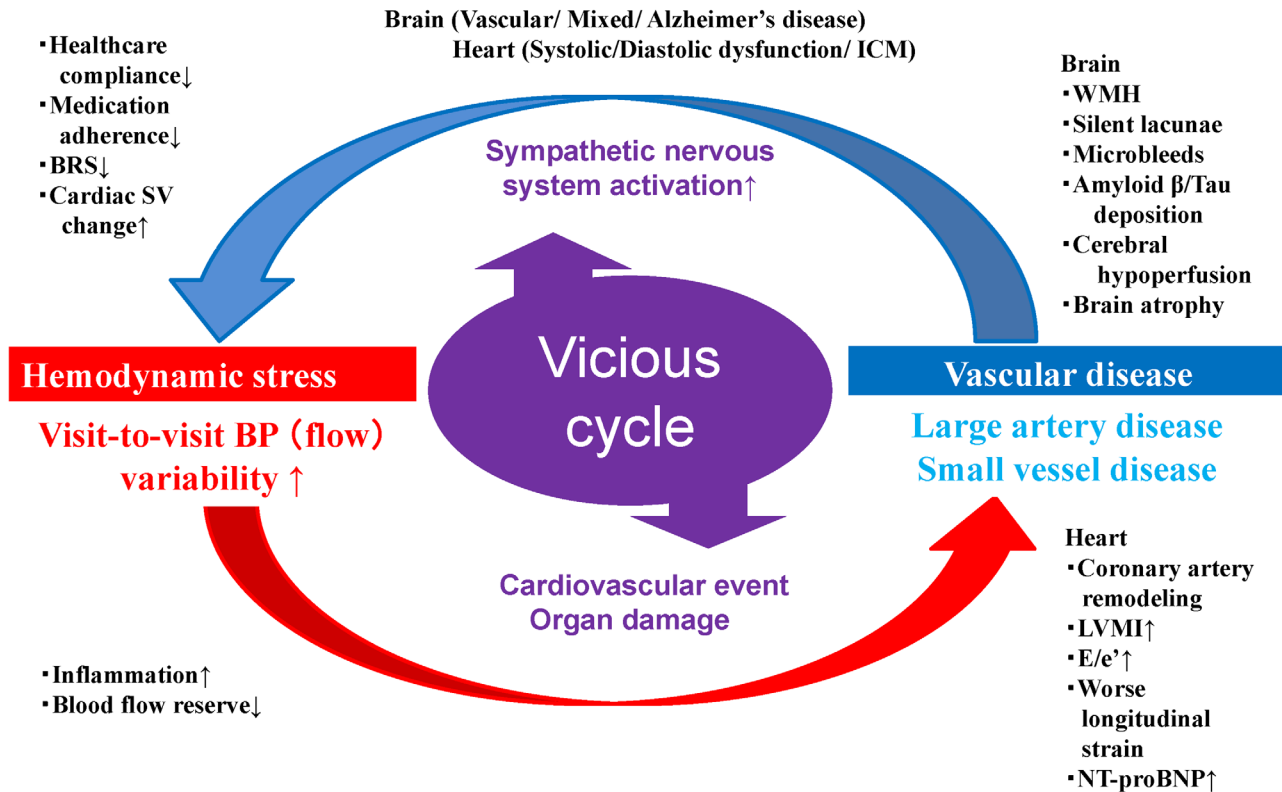 Brain (Vascular/ Mixed/ Alzheimer’s disease)
Heart (Systolic/Diastolic dysfunction/ ICM)
・Healthcare
compliance↓
・Medication
adherence↓
・BRS↓
・Cardiac SV
change↑
Sympathetic nervous
system activation↑
Brain
・WMH
・Silent lacunae
・Microbleeds
・Amyloid β/Tau
deposition
・Cerebral
hypoperfusion
・Brain atrophy
Hemodynamic stress
Visit-to-visit BP（flow）
variability ↑
Vicious
cycle
Vascular disease
Large artery disease
Small vessel disease
Cardiovascular event
Organ damage
・Inflammation↑
・Blood flow reserve↓
Heart
・Coronary artery
remodeling
・LVMI↑
・E/e’↑
・Worse
longitudinal
strain
・NT-proBNP↑